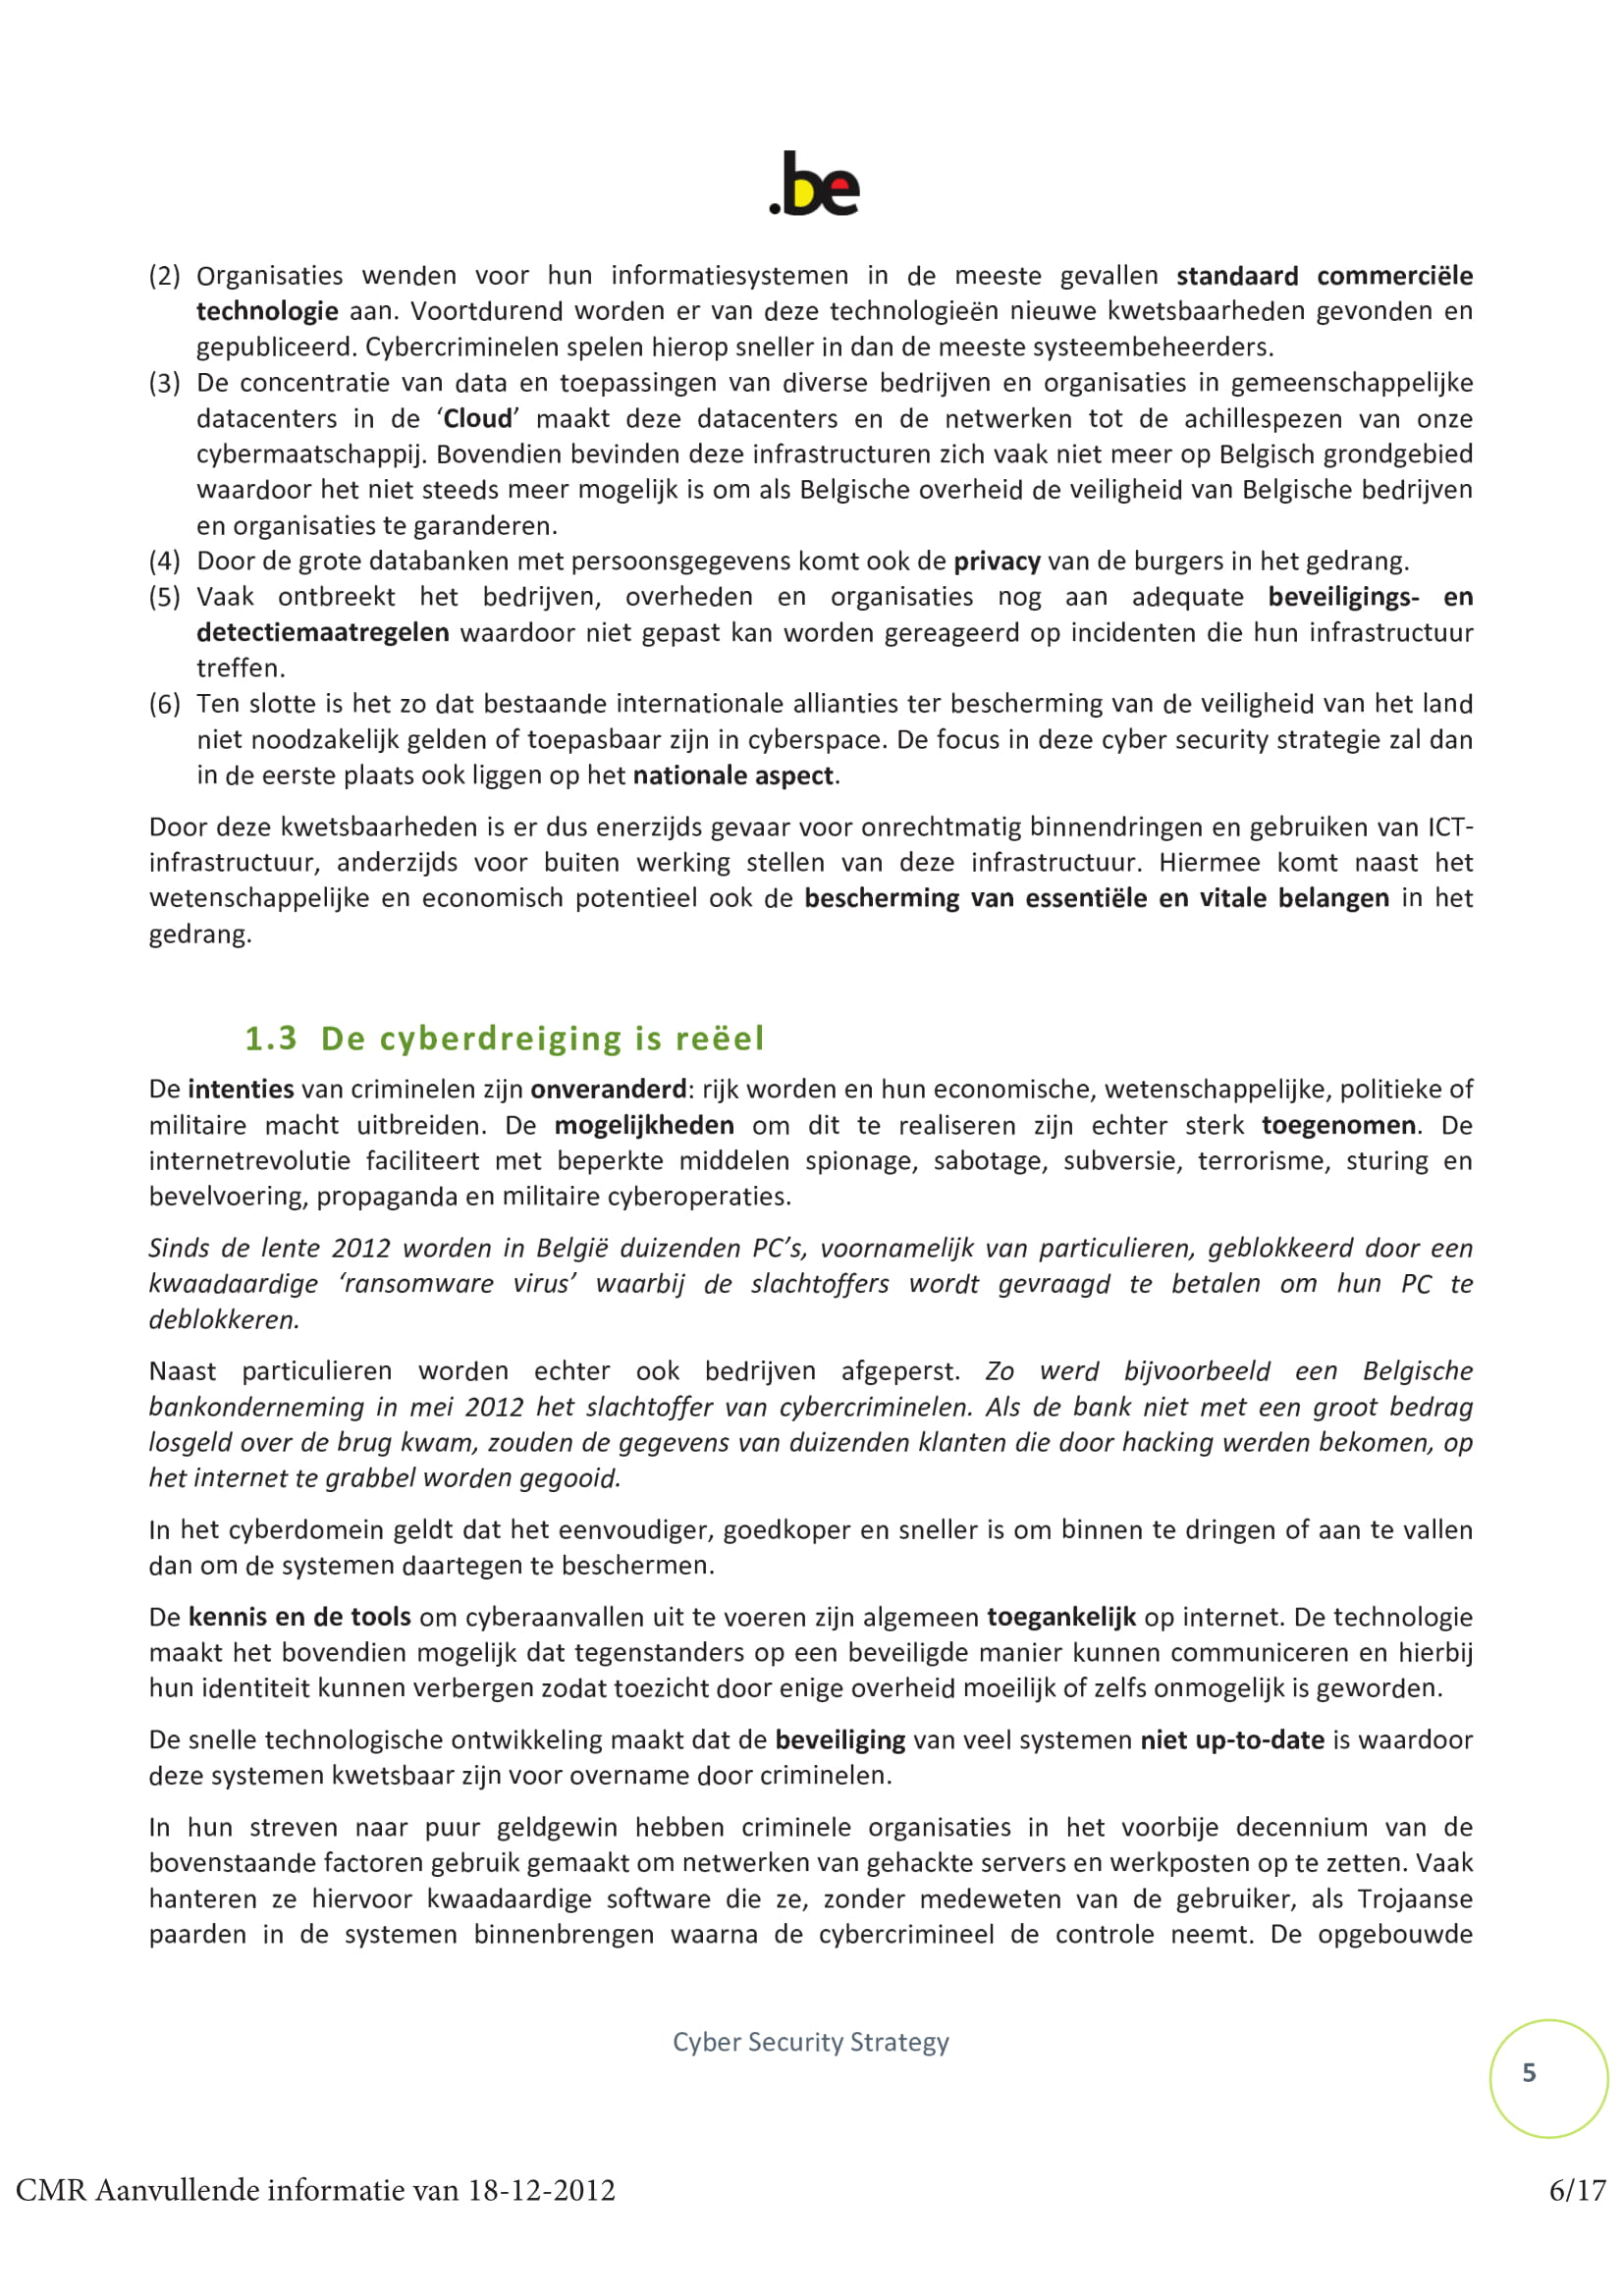 .be
(2) Organisaties wenden voor hun informatiesystemen in de meeste gevallen standaard commerciële
technologie aan. Voortdurend worden er van deze technologieën nieuwe kwetsbaarheden gevonden en
gepubliceerd. Cybercriminelen spelen hierop sneller in dan de meeste systeembeheerders.
(3) De concentratie van data en toepassingen van diverse bedrijven en organisaties in gemeenschappelijke
datacenters in de ‘Cloud’ maakt deze datacenters en de netwerken tot de achillespezen van onze
cybermaatschappij. Bovendien bevinden deze infrastructuren zich vaak niet meer op Belgisch grondgebied
waardoor het niet steeds meer mogelijk is om als Belgische overheid de veiligheid van Belgische bedrijven
en organisaties te garanderen.
(4) Door de grote databanken met persoonsgegevens komt ook de privacy van de burgers in het gedrang.
(5) Vaak ontbreekt het bedrijven, overheden en organisaties nog aan adequate beveiligings- en
detectiemaatregelen waardoor niet gepast kan worden gereageerd op incidenten die hun infrastructuur
treffen.
(6) Ten slotte is het zo dat bestaande internationale allianties ter bescherming van de veiligheid van het land
niet noodzakelijk gelden of toepasbaar zijn in cyberspace. De focus in deze cyber security strategie zal dan
in de eerste plaats ook liggen op het nationale aspect.
Door deze kwetsbaarheden is er dus enerzijds gevaar voor onrechtmatig binnendringen en gebruiken van ICT-
infrastructuur, anderzijds voor buiten werking stellen van deze infrastructuur. Hiermee komt naast het
wetenschappelijke en economisch potentieel ook de bescherming van essentiële en vitale belangen in het
gedrang.
1.3 De cyberdreiging is reëel
De intenties van criminelen zijn onveranderd: rijk worden en hun economische, wetenschappelijke, politieke of
militaire macht uitbreiden. De mogelijkheden om dit te realiseren zijn echter sterk toegenomen. De
internetrevolutie faciliteert met beperkte middelen spionage, sabotage, subversie, terrorisme, sturing en
bevelvoering, propaganda en militaire cyberoperaties.
Sinds de lente 2012 worden in België duizenden PC’s, voornamelijk van particulieren, geblokkeerd door een
kwaadaardige ‘ransomware virus’ waarbij de slachtoffers wordt gevraagd te betalen om hun PC te
deblokkeren.
Naast particulieren worden echter ook bedrijven afgeperst. Zo werd bijvoorbeeld een Belgische
bankonderneming in mei 2012 het slachtoffer van cybercriminelen. Als de bank niet met een groot bedrag
losgeld over de brug kwam, zouden de gegevens van duizenden klanten die door hacking werden bekomen, op
het internet te grabbel worden gegooid.
In het cyberdomein geldt dat het eenvoudiger, goedkoper en sneller is om binnen te dringen of aan te vallen
dan om de systemen daartegen te beschermen.
De kennis en de tools om cyberaanvallen uit te voeren zijn algemeen toegankelijk op internet. De technologie
maakt het bovendien mogelijk dat tegenstanders op een beveiligde manier kunnen communiceren en hierbij
hun identiteit kunnen verbergen zodat toezicht door enige overheid moeilijk of zelfs onmogelijk is geworden.
De snelle technologische ontwikkeling maakt dat de beveiliging van veel systemen niet up-to-date is waardoor
deze systemen kwetsbaar zijn voor overname door criminelen.
In hun streven naar puur geldgewin hebben criminele organisaties in het voorbije decennium van de
bovenstaande factoren gebruik gemaakt om netwerken van gehackte servers en werkposten op te zetten. Vaak
hanteren ze hiervoor kwaadaardige software die ze, zonder medeweten van de gebruiker, als Trojaanse
paarden in de systemen binnenbrengen waarna de cybercrimineel de controle neemt. De opgebouwde
Cyber Security Strategy
5
CMR Aanvullende informatie van 18-12-2012
6/17